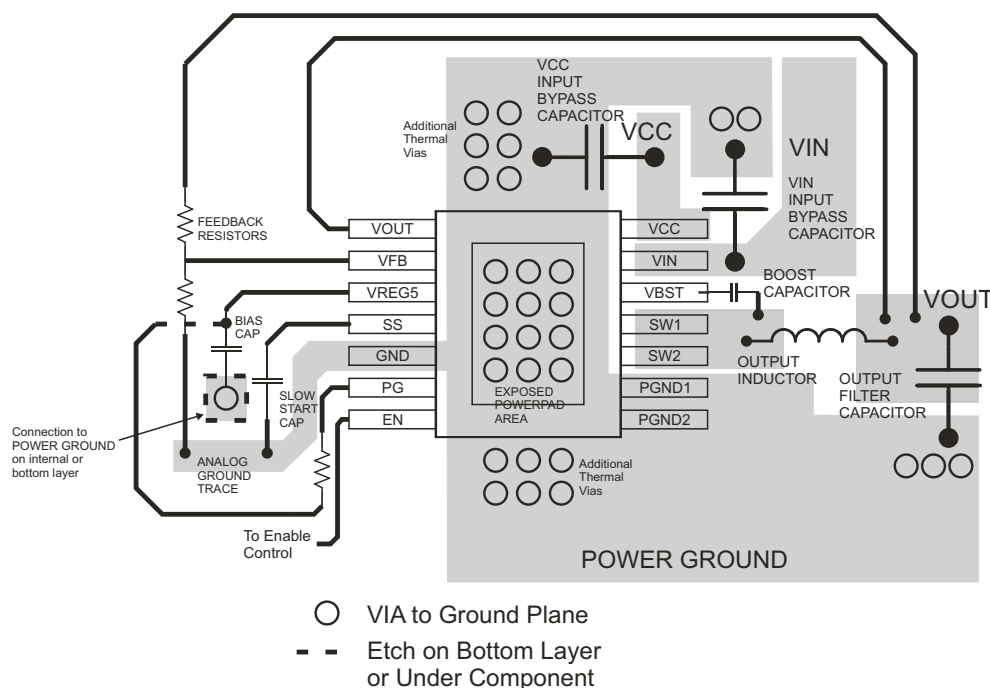 VCC
INPUT
BYPASS
CAPACITOR
Additional
Thermal
Vias
VCC
VIN
VIN
INPUT
BYPASS
CAPACITOR
FEEDBACK
RESISTORS
VOUT
VCC
VFB
VIN
VREG5
VBST
BOOST
CAPACITOR
VOUT
BIAS
CAP
SS
SW1
GND
SW2
OUTPUT
INDUCTOR
PG
PGND1
EXPOSED
POWERPAD
AREA
OUTPUT
FILTER
CAPACITOR
SLOW
START
CAP
EN
PGND2
Connection to
POWER GROUND
on internal or
bottom layer
ANALOG
GROUND
TRACE
Additional
Thermal
Vias
To Enable
Control
POWER GROUND
VIA to Ground Plane
Etch on Bottom Layer
or Under Component